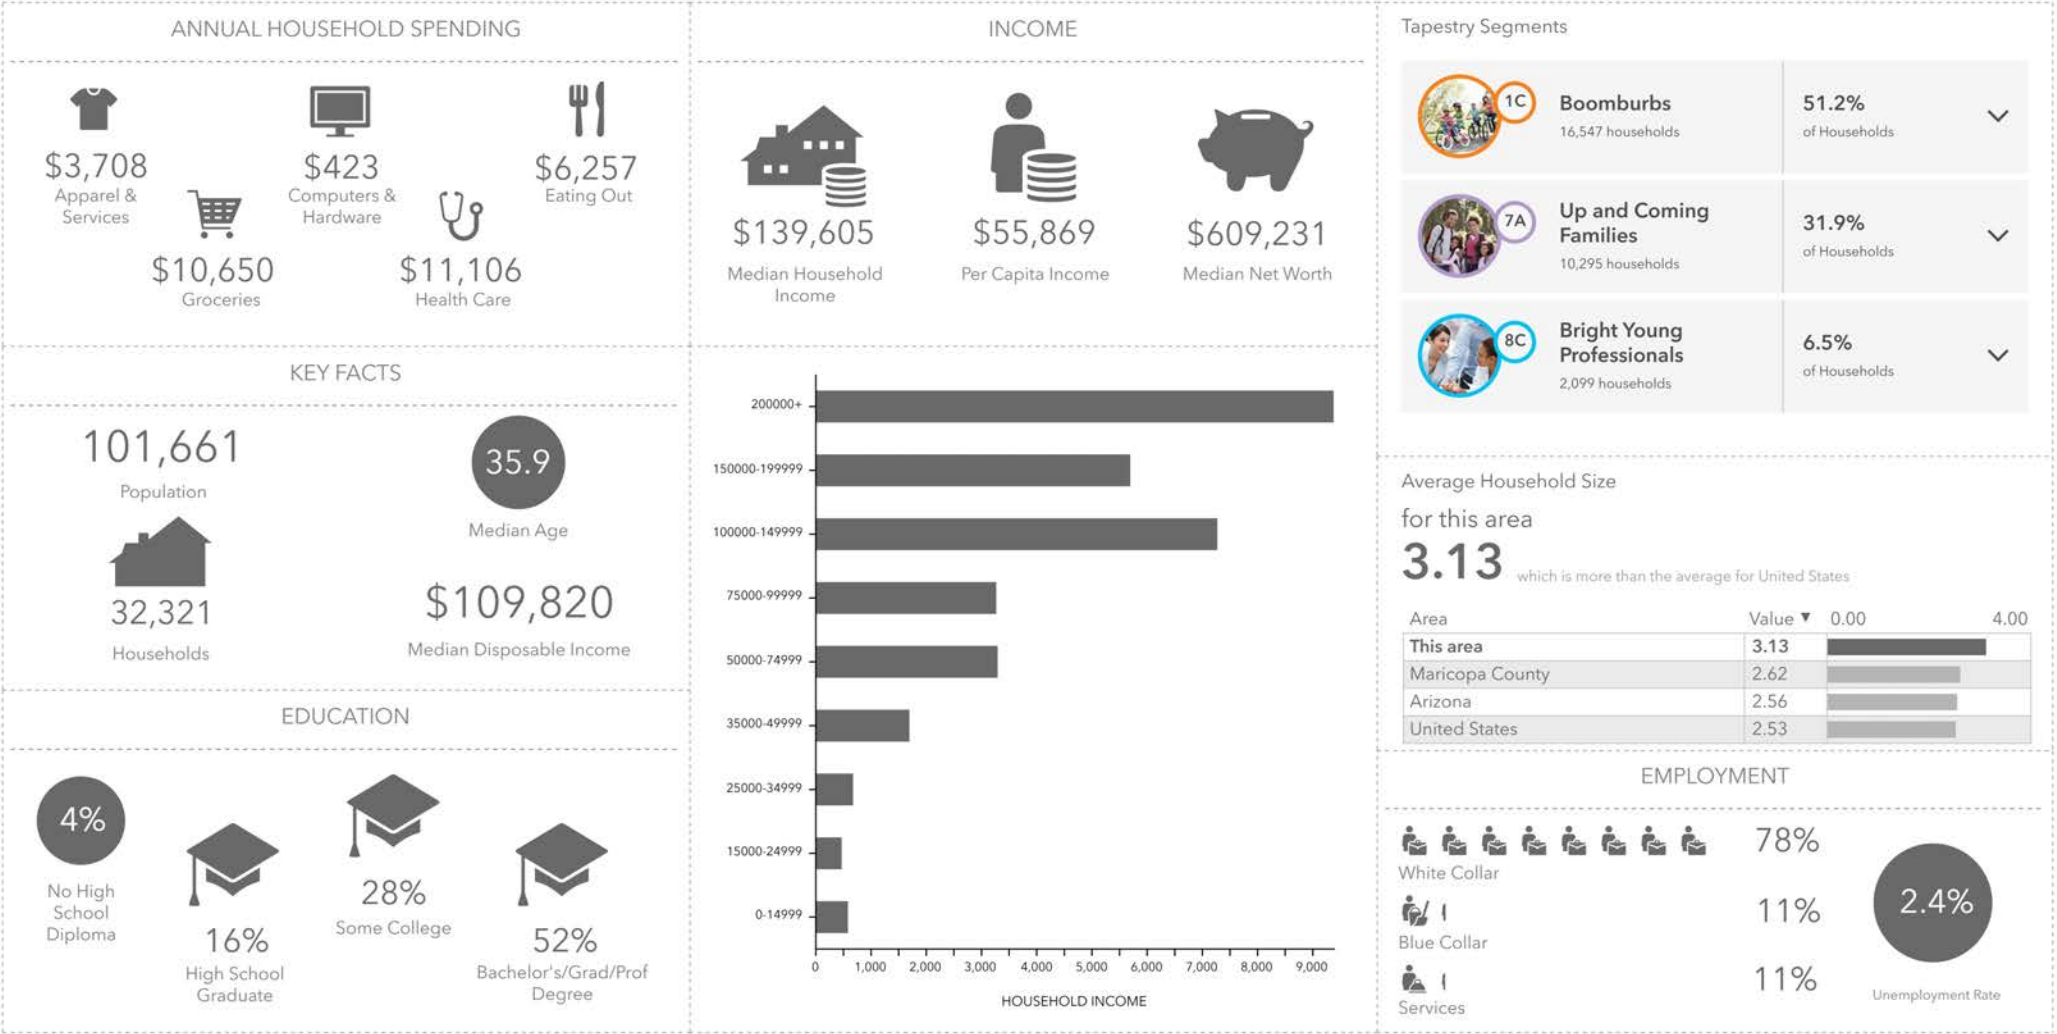 ANNUAL HOUSEHOLD SPENDING
$3,708
Apparel &
Services
$423
Computers &
Hardware
$6,257
Eating Out
$10,650
Groceries
$11,106
Health Care
KEY FACTS
101,661
Population
35.9
Median Age
32,321
Households
$109,820
Median Disposable Income
EDUCATION
4%
No High
School
Diploma
16%
High School
Graduate
28%
Some College
52%
Bachelor's/Grad/Prof
Degree
INCOME
$139,605
Median Household
Income
$55,869
Per Capita Income
$609,231
Median Net Worth
200000+
150000-199999
100000-149999
75000-99999
50000-74999
35000-49999
25000-34999
15000-24999
0-14999
0 1,000 2,000 3,000 4,000 5,000 6,000 7,000 8,000 9,000
HOUSEHOLD INCOME
Tapestry Segments
1C
Boomburbs
16,547 households
51.2%
of Households
7A
Up and Coming
Families
10,295 households
31.9%
of Households
8C
Bright Young
Professionals
2,099 households
6.5%
of Households
Average Household Size
for this area
3.13 which is more than the average for United States
Area Value ▼ 0.00 4.00
This area 3.13
Maricopa County 2.62
Arizona 2.56
United States 2.53
EMPLOYMENT
78%
White Collar
11%
Blue Collar
11%
Services
2.4%
Unemployment Rate